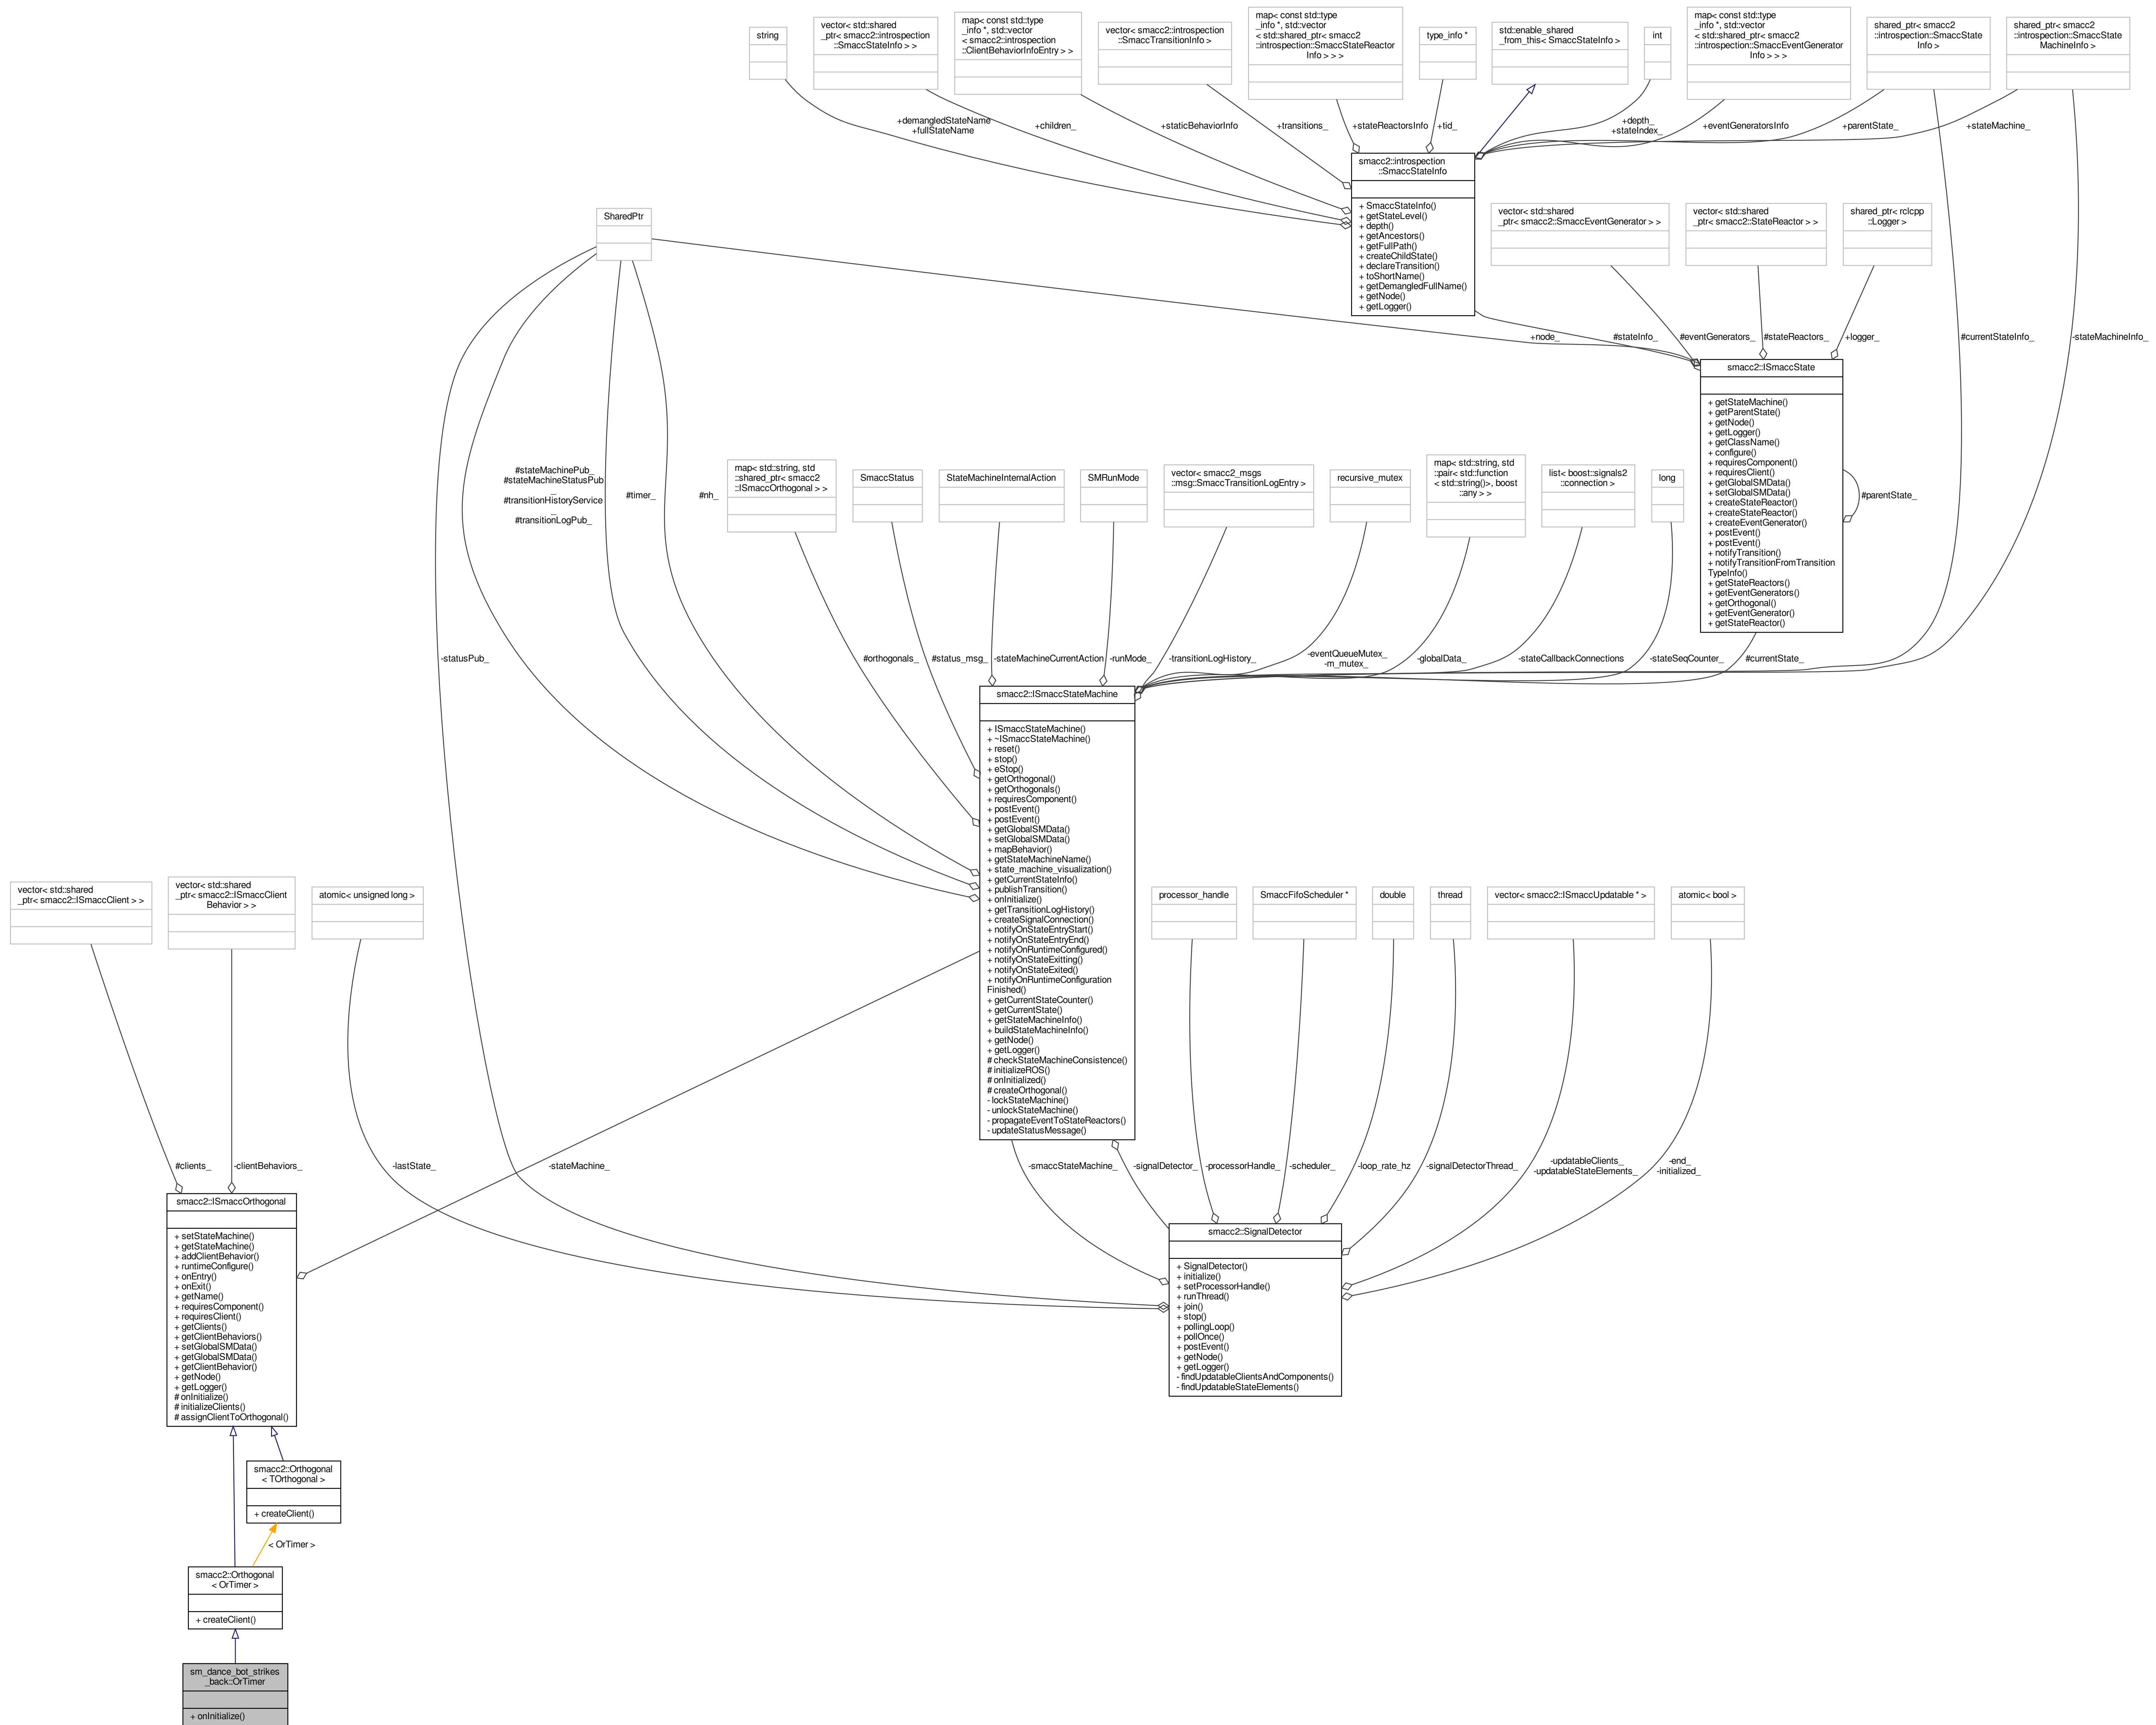 string
vector< std::shared
_ptr< smacc2::introspection
::SmaccStateInfo > >
map< const std::type
_info *, std::vector
< smacc2::introspection
::ClientBehaviorInfoEntry > >
vector< smacc2::introspection
::SmaccTransitionInfo >
map< const std::type
_info *, std::vector
< std::shared_ptr< smacc2
::introspection::SmaccStateReactor
Info > > >
type_info *
std::enable_shared
_from_this< SmaccStateInfo >
int
map< const std::type
_info *, std::vector
< std::shared_ptr< smacc2
::introspection::SmaccEventGenerator
Info > > >
shared_ptr< smacc2
::introspection::SmaccState
Info >
shared_ptr< smacc2
::introspection::SmaccState
MachineInfo >
+demangledStateName
+fullStateName
+children_
+staticBehaviorInfo
+transitions_
+stateReactorsInfo
+tid_
+depth_
+stateIndex_
+eventGeneratorsInfo
+parentState_
+stateMachine_
smacc2::introspection
::SmaccStateInfo
+ SmaccStateInfo()
+ getStateLevel()
+ depth()
+ getAncestors()
+ getFullPath()
+ createChildState()
+ declareTransition()
+ toShortName()
+ getDemangledFullName()
+ getNode()
+ getLogger()
SharedPtr
vector< std::shared
_ptr< smacc2::SmaccEventGenerator > >
vector< std::shared
_ptr< smacc2::StateReactor > >
shared_ptr< rclcpp
::Logger >
+node_
#stateInfo_
#eventGenerators_
#stateReactors_
+logger_
#currentStateInfo_
-stateMachineInfo_
smacc2::ISmaccState
+ getStateMachine()
+ getParentState()
+ getNode()
+ getLogger()
+ getClassName()
+ configure()
+ requiresComponent()
+ requiresClient()
+ getGlobalSMData()
+ setGlobalSMData()
+ createStateReactor()
+ createStateReactor()
+ createEventGenerator()
+ postEvent()
+ postEvent()
+ notifyTransition()
+ notifyTransitionFromTransition
TypeInfo()
+ getStateReactors()
+ getEventGenerators()
+ getOrthogonal()
+ getEventGenerator()
+ getStateReactor()
#parentState_
#stateMachinePub_
#stateMachineStatusPub
_
#transitionHistoryService
_
#transitionLogPub_
#timer_
#nh_
map< std::string, std
::shared_ptr< smacc2
::ISmaccOrthogonal > >
SmaccStatus
StateMachineInternalAction
SMRunMode
vector< smacc2_msgs
::msg::SmaccTransitionLogEntry >
recursive_mutex
map< std::string, std
::pair< std::function
< std::string()>, boost
::any > >
list< boost::signals2
::connection >
long
-statusPub_
#orthogonals_
#status_msg_
-stateMachineCurrentAction
-runMode_
-transitionLogHistory_
-eventQueueMutex_
-m_mutex_
-globalData_
-stateCallbackConnections
-stateSeqCounter_
#currentState_
smacc2::ISmaccStateMachine
+ ISmaccStateMachine()
+ ~ISmaccStateMachine()
+ reset()
+ stop()
+ eStop()
+ getOrthogonal()
+ getOrthogonals()
+ requiresComponent()
+ postEvent()
+ postEvent()
+ getGlobalSMData()
+ setGlobalSMData()
+ mapBehavior()
+ getStateMachineName()
+ state_machine_visualization()
+ getCurrentStateInfo()
+ publishTransition()
+ onInitialize()
+ getTransitionLogHistory()
+ createSignalConnection()
+ notifyOnStateEntryStart()
+ notifyOnStateEntryEnd()
+ notifyOnRuntimeConfigured()
+ notifyOnStateExitting()
+ notifyOnStateExited()
+ notifyOnRuntimeConfiguration
Finished()
+ getCurrentStateCounter()
+ getCurrentState()
+ getStateMachineInfo()
+ buildStateMachineInfo()
+ getNode()
+ getLogger()
# checkStateMachineConsistence()
# initializeROS()
# onInitialized()
# createOrthogonal()
- lockStateMachine()
- unlockStateMachine()
- propagateEventToStateReactors()
- updateStatusMessage()
vector< std::shared
_ptr< smacc2::ISmaccClient > >
vector< std::shared
_ptr< smacc2::ISmaccClient
Behavior > >
atomic< unsigned long >
processor_handle
SmaccFifoScheduler *
double
thread
vector< smacc2::ISmaccUpdatable * >
atomic< bool >
#clients_
-clientBehaviors_
-lastState_
-stateMachine_
-smaccStateMachine_
-signalDetector_
-processorHandle_
-scheduler_
-loop_rate_hz
-signalDetectorThread_
-updatableClients_
-updatableStateElements_
-end_
-initialized_
smacc2::ISmaccOrthogonal
+ setStateMachine()
+ getStateMachine()
+ addClientBehavior()
+ runtimeConfigure()
+ onEntry()
+ onExit()
+ getName()
+ requiresComponent()
+ requiresClient()
+ getClients()
+ getClientBehaviors()
+ setGlobalSMData()
+ getGlobalSMData()
+ getClientBehavior()
+ getNode()
+ getLogger()
# onInitialize()
# initializeClients()
# assignClientToOrthogonal()
smacc2::SignalDetector
+ SignalDetector()
+ initialize()
+ setProcessorHandle()
+ runThread()
+ join()
+ stop()
+ pollingLoop()
+ pollOnce()
+ postEvent()
+ getNode()
+ getLogger()
- findUpdatableClientsAndComponents()
- findUpdatableStateElements()
smacc2::Orthogonal
< TOrthogonal >
+ createClient()
< OrTimer >
smacc2::Orthogonal
< OrTimer >
+ createClient()
sm_dance_bot_strikes
_back::OrTimer
+ onInitialize()